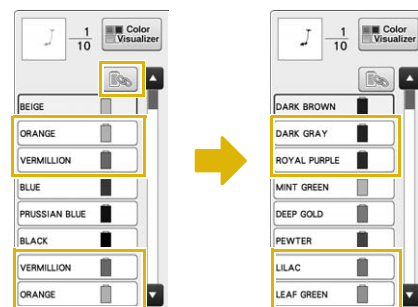 1
10
Color
Visualizer
BEIGE
ORANGE
VERMILLION
BLUE
PRUSSIAN BLUE
BLACK
VERMILLION
ORANGE
1
10
Color
Visualizer
DARK BROWN
DARK GRAY
ROYAL PURPLE
MINT GREEN
DEEP GOLD
PEWTER
LILAC
LEAF GREEN